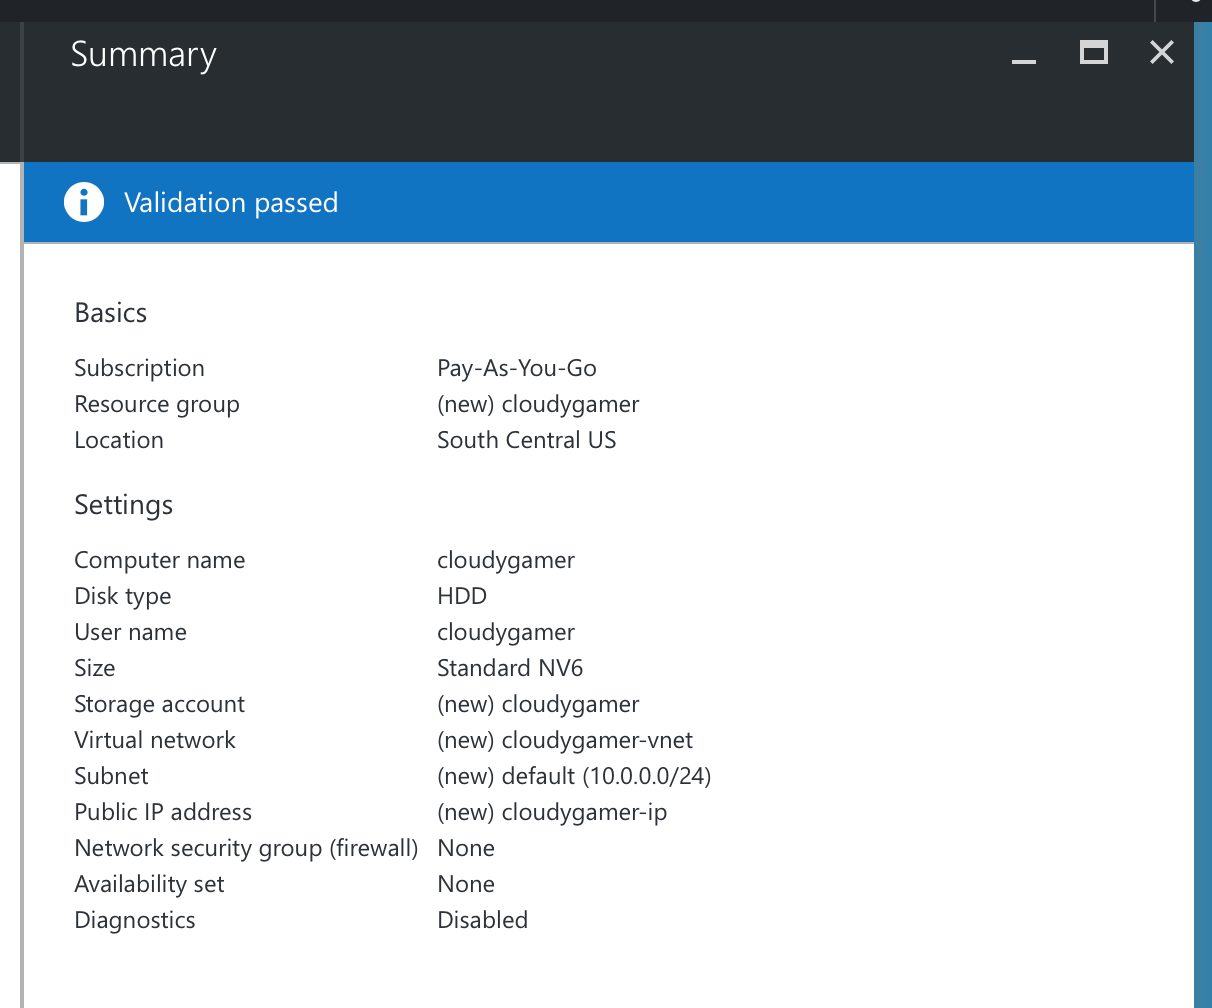 Summary
Validation passed
Basics
Subscription Pay-As-You-Go
Resource group (new) cloudygamer
Location South Central US
Settings
Computer name cloudygamer
Disk type HDD
User name cloudygamer
Size Standard NV6
Storage account (new) cloudygamer
Virtual network (new) cloudygamer-vnet
Subnet (new) default (10.0.0.0/24)
Public IP address (new) cloudygamer-ip
Network security group (firewall) None
Availability set None
Diagnostics Disabled